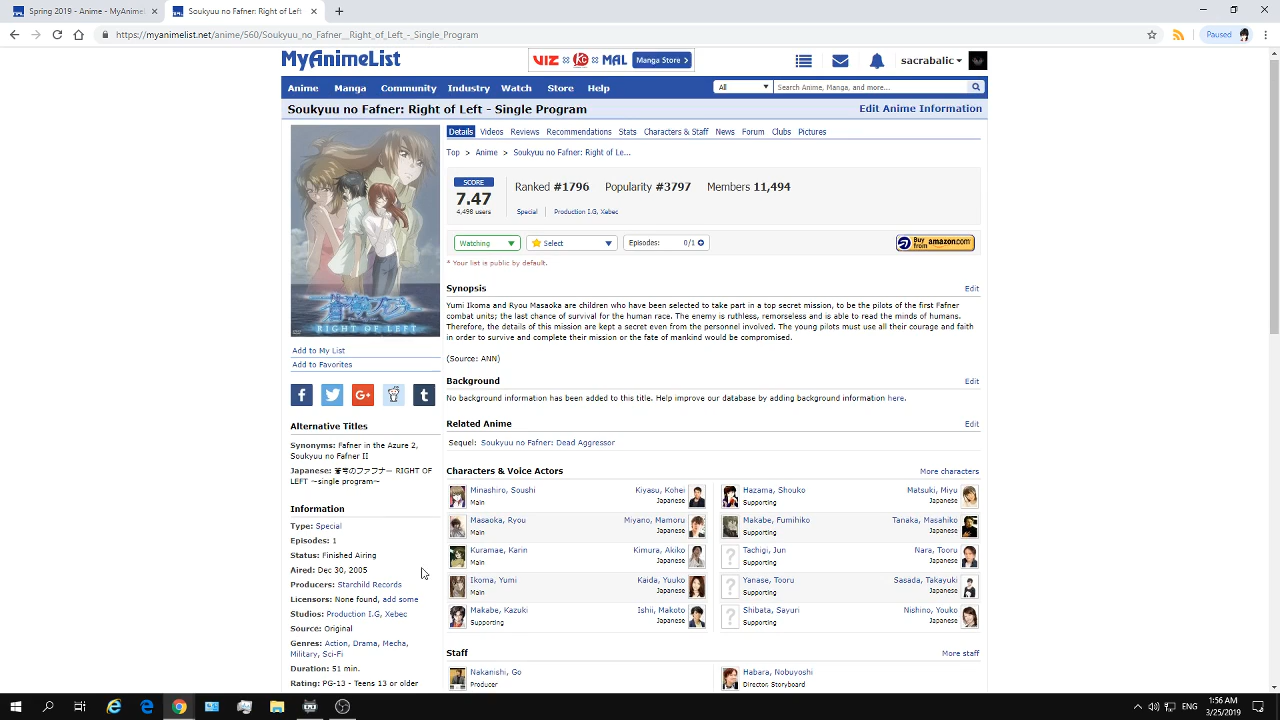 Spring 2019 - Anime - MyAnimeL
Soukyuu no Fafner: Right of Left -
https://myanimelist.net/anime/560/Soukyuu_no_Fafner__Right_of_Left_-_Single_Program
Paused
MyAnimeList
VIZ KC MAL Manga Store
sacrabalic
Anime Manga Community Industry Watch Store Help
All Search Anime, Manga, and more...
Soukyuu no Fafner: Right of Left - Single Program
Edit Anime Information
Details Videos Reviews Recommendations Stats Characters & Staff News Forum Clubs Pictures
Top > Anime > Soukyuu no Fafner: Right of Le...
SCORE
7.47
4,498 users
Ranked #1796 Popularity #3797 Members 11,494
Special Production I.G, Xebec
Watching Select Episodes: 0/1
Buy from amazon.com
* Your list is public by default.
Synopsis Edit
Yumi Ikoma and Ryou Masaoka are children who have been selected to take part in a top secret mission, to be the pilots of the first Fafner
combat units; the last chance of survival for the human race. The enemy is ruthless, remorseless and is able to read the minds of humans.
Therefore, the details of this mission are kept a secret even from the personnel involved. The young pilots must use all their courage and faith
in order to survive and complete their mission or the fate of mankind would be compromised.
(Source: ANN)
Background Edit
No background information has been added to this title. Help improve our database by adding background information here.
Related Anime Edit
Sequel: Soukyuu no Fafner: Dead Aggressor
Characters & Voice Actors More characters
Minashiro, Soushi Kiyasu, Kohei Hazama, Shouko Matsuki, Miyu
Main Japanese Supporting Japanese
Masaoka, Ryou Miyano, Mamoru Makabe, Fumihiko Tanaka, Masahiko
Main Japanese Supporting Japanese
Kuramae, Karin Kimura, Akiko Tachigi, Jun Nara, Tooru
Main Japanese Supporting Japanese
Ikoma, Yumi Kaida, Yuuko Yanase, Tooru Sasada, Takayuki
Main Japanese Supporting Japanese
Makabe, Kazuki Ishii, Makoto Shibata, Sayuri Nishino, Youko
Supporting Japanese Supporting Japanese
Staff More staff
Nakanishi, Go Habara, Nobuyoshi
Producer Director, Storyboard
RIGHT OF LEFT
Add to My List
Add to Favorites
Alternative Titles
Synonyms: Fafner in the Azure 2,
Soukyuu no Fafner II
Japanese: 蒼穹のファフナー RIGHT OF
LEFT ～single program～
Information
Type: Special
Episodes: 1
Status: Finished Airing
Aired: Dec 30, 2005
Producers: Starchild Records
Licensors: None found, add some
Studios: Production I.G, Xebec
Source: Original
Genres: Action, Drama, Mecha,
Military, Sci-Fi
Duration: 51 min.
Rating: PG-13 - Teens 13 or older
ENG
1:56 AM
3/25/2019